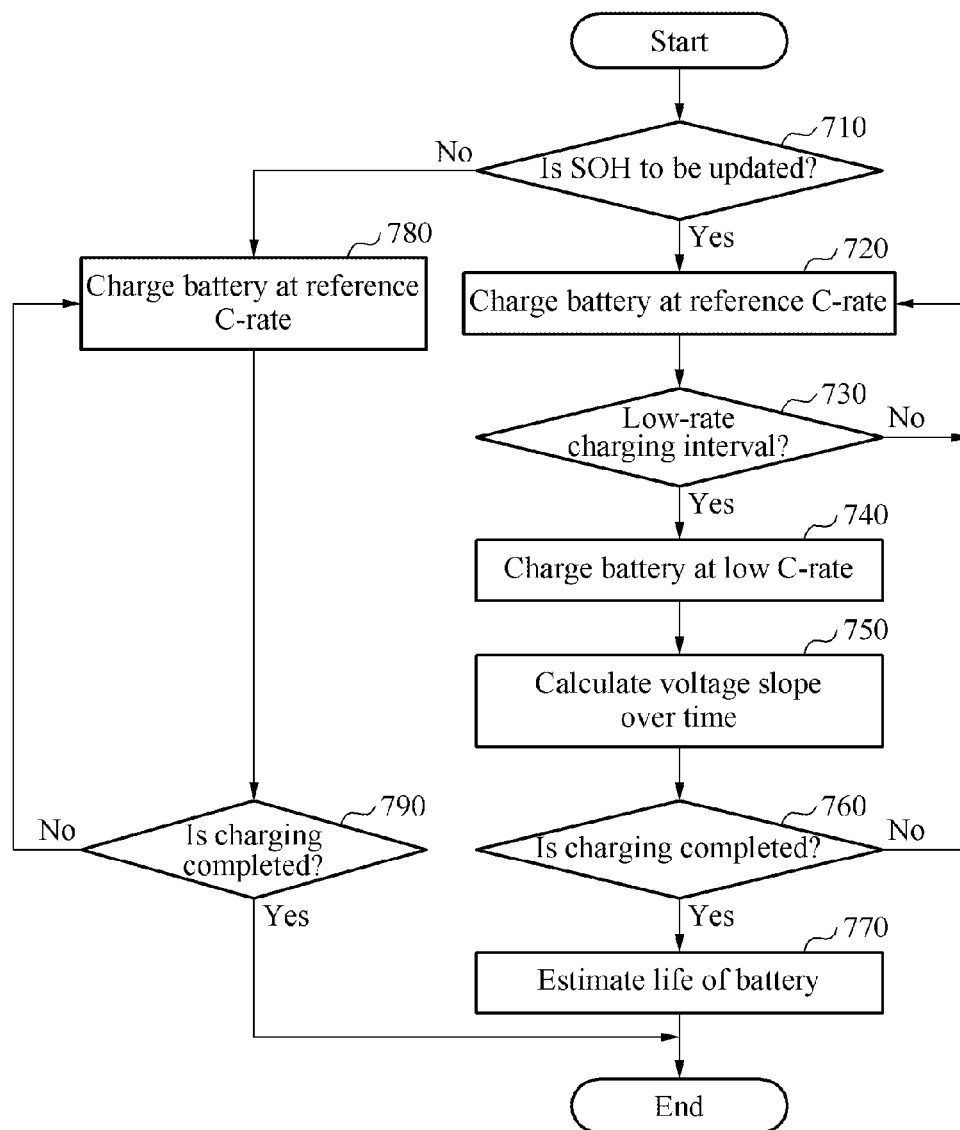 Start
710
Is SOH to be updated?
No
Yes
780
Charge battery at reference
C-rate
720
Charge battery at reference C-rate
730
Low-rate
charging interval?
No
Yes
740
Charge battery at low C-rate
750
Calculate voltage slope
over time
790
Is charging
completed?
No
Yes
760
Is charging completed?
No
Yes
770
Estimate life of battery
End